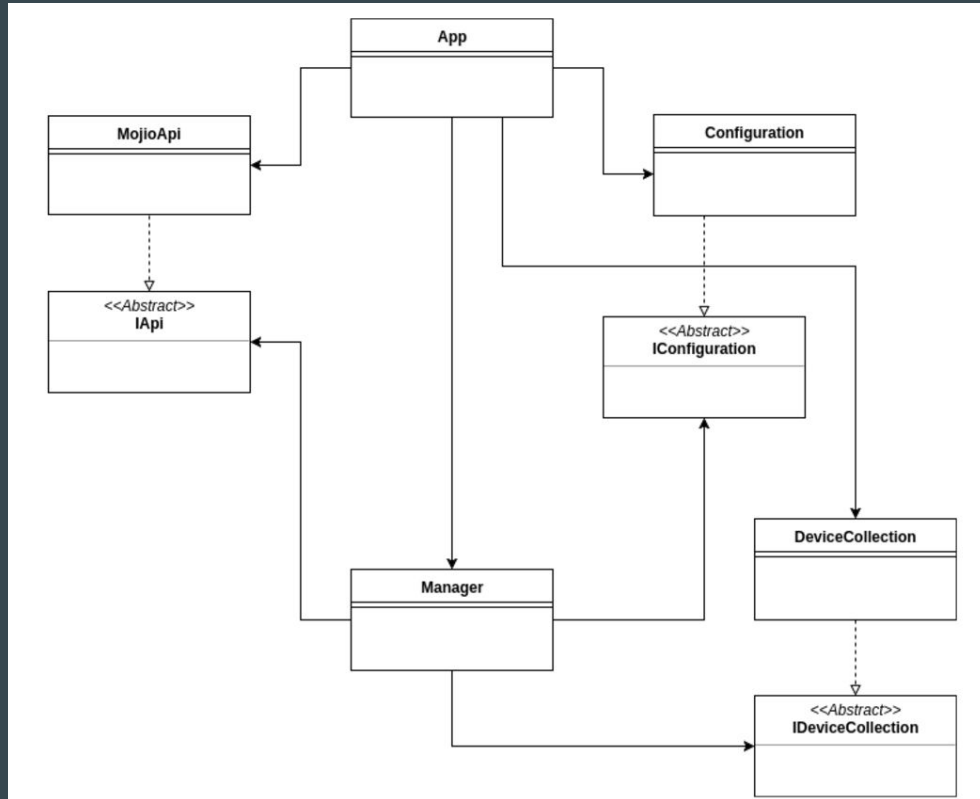 App
MojioApi
Configuration
<<Abstract>>
IApi
<<Abstract>>
IConfiguration
DeviceCollection
Manager
<<Abstract>>
IDeviceCollection